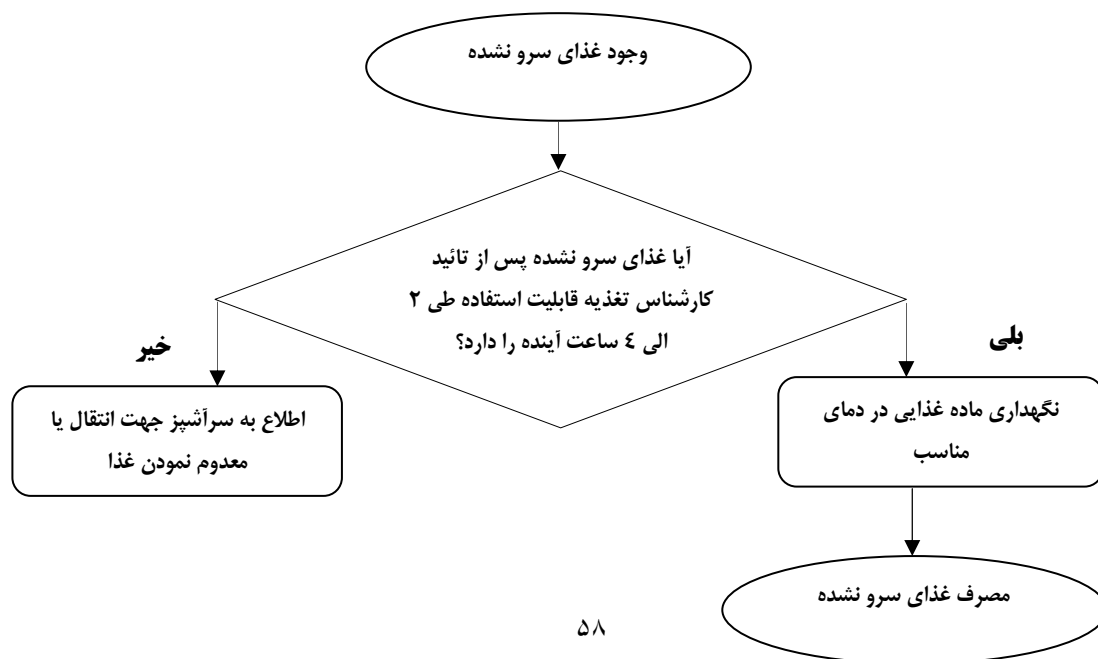 وجود غذای سرو نشده
آیا غذای سرو نشده پس از تائید
کارشناس تغذیه قابلیت استفاده طی ۲
الی ٤ ساعت آینده را دارد؟
بلی
خیر
نگهداری ماده غذایی در دمای
مناسب
اطلاع به سرآشپز جهت انتقال یا
معدوم نمودن غذا
مصرف غذای سرو نشده
۵۸